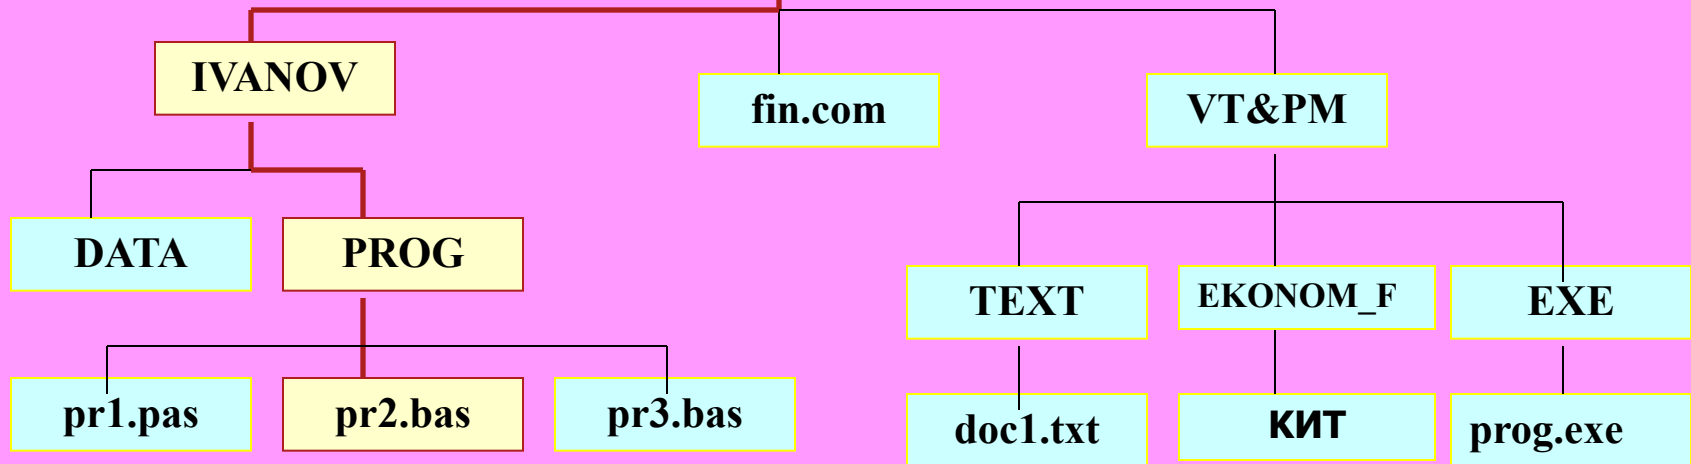 IVANOV
fin.com
VT&PM
DATA
PROG
TEXT
EKONOM_F
EXE
pr1.pas
pr2.bas
pr3.bas
doc1.txt
КИТ
prog.exe